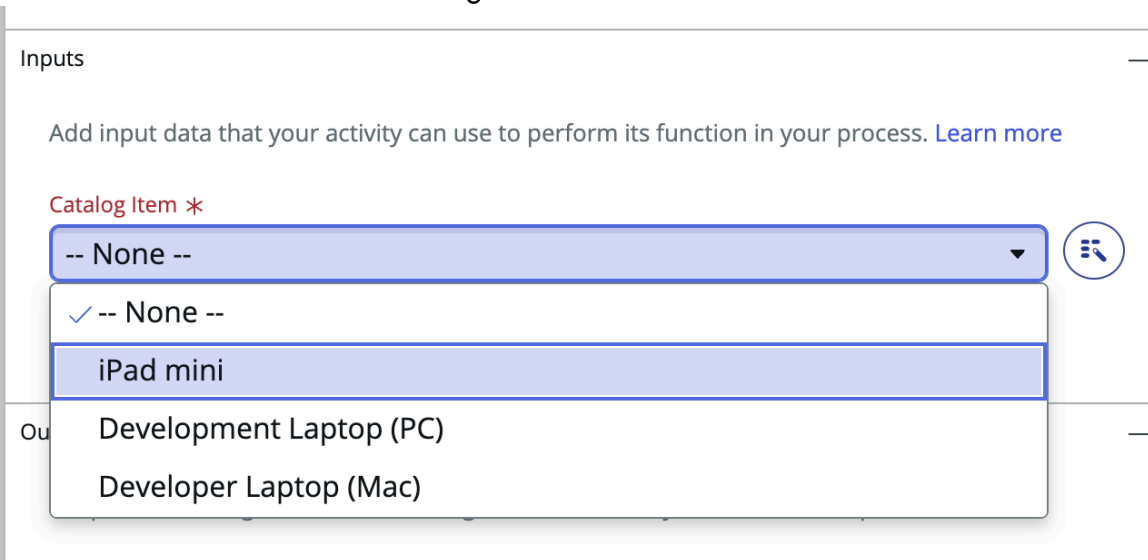 Inputs
Add input data that your activity can use to perform its function in your process. Learn more
Catalog Item *
-- None --
-- None --
iPad mini
Development Laptop (PC)
Ou
Developer Laptop (Mac)